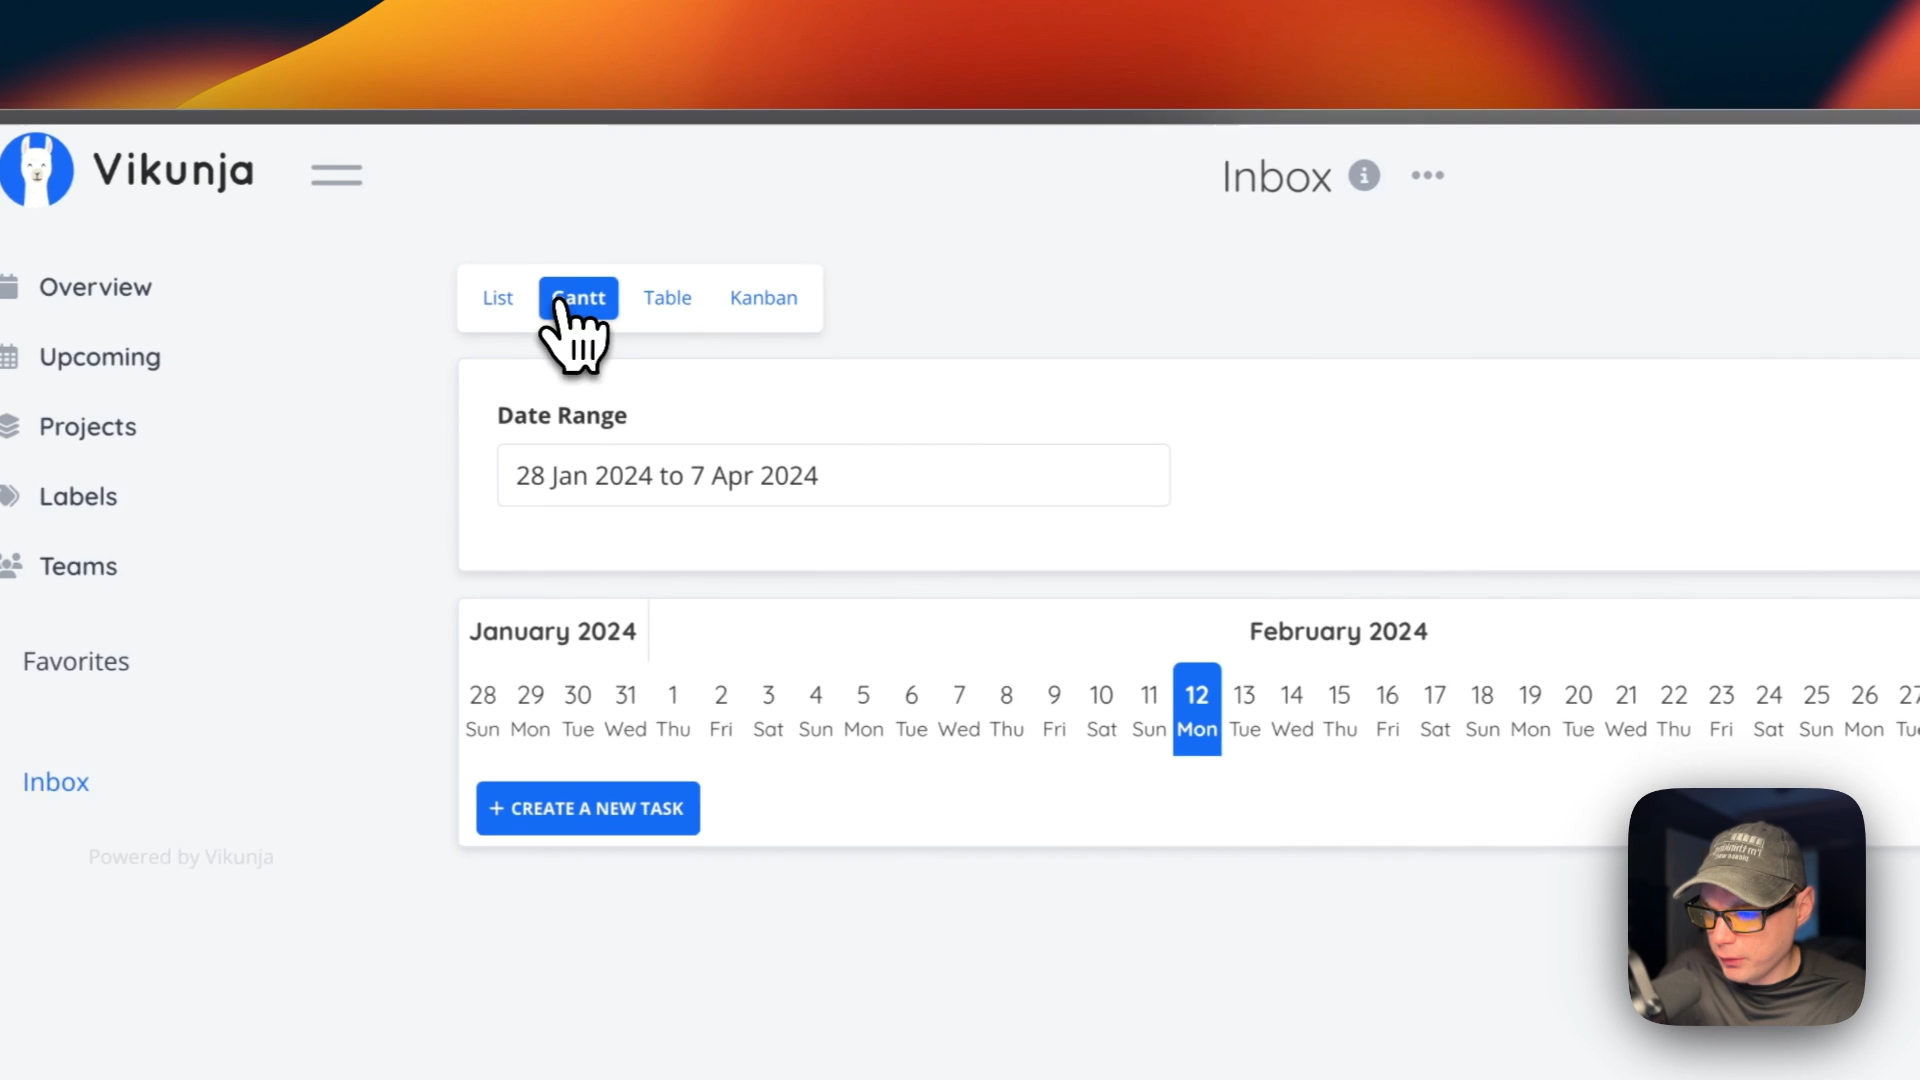 Vikunja
Inbox
Overview
Upcoming
Projects
Labels
Teams
Favorites
Inbox
Powered by Vikunja
List Gantt Table Kanban
Date Range
28 Jan 2024 to 7 Apr 2024
January 2024 February 2024
28 29 30 31 1 2 3 4 5 6 7 8 9 10 11 12 13 14 15 16 17 18 19 20 21 22 23 24 25 26 27
Sun Mon Tue Wed Thu Fri Sat Sun Mon Tue Wed Thu Fri Sat Sun Mon Tue Wed Thu Fri Sat Sun Mon Tue Wed Thu Fri Sat Sun Mon Tue
+ CREATE A NEW TASK